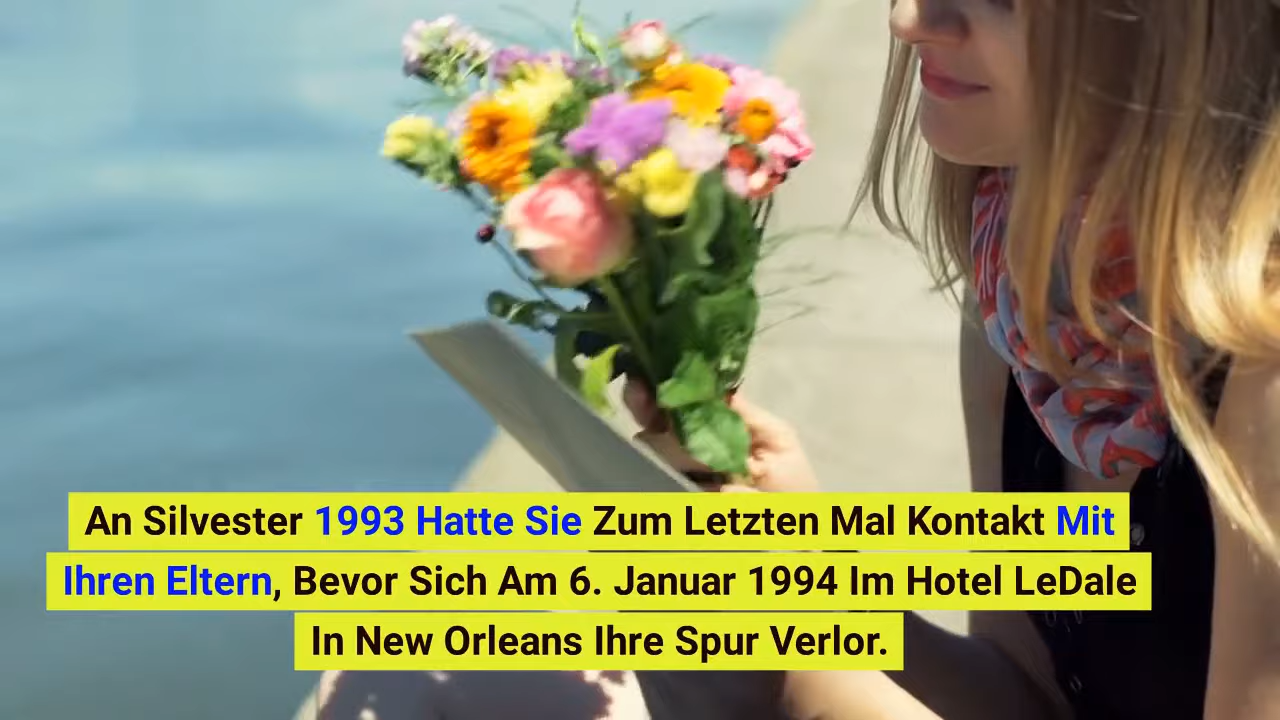 An Silvester 1993 Hatte Sie Zum Letzten Mal Kontakt Mit
Ihren Eltern, Bevor Sich Am 6. Januar 1994 Im Hotel LeDale
In New Orleans Ihre Spur Verlor.